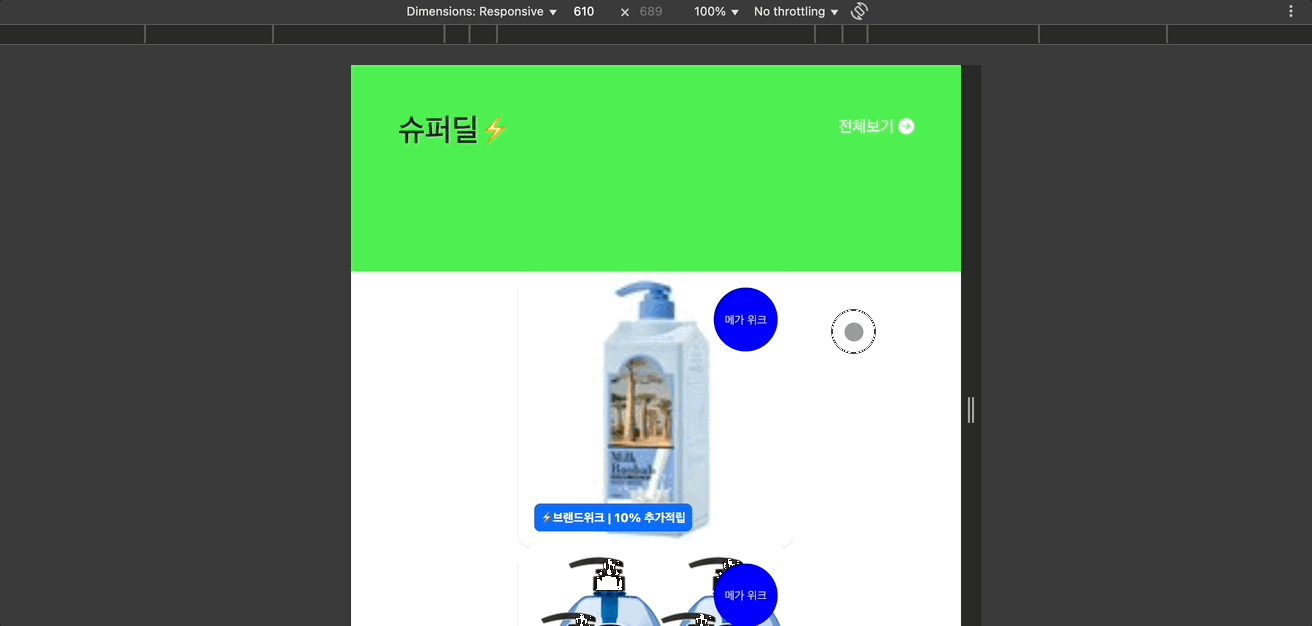 Dimensions: Responsive ▼ 610 × 689 100% ▼ No throttling ▼
슈퍼딜⚡
전체보기
메가 위크
Milk
Baobab
⚡브랜드위크 | 10% 추가적립
메가 위크